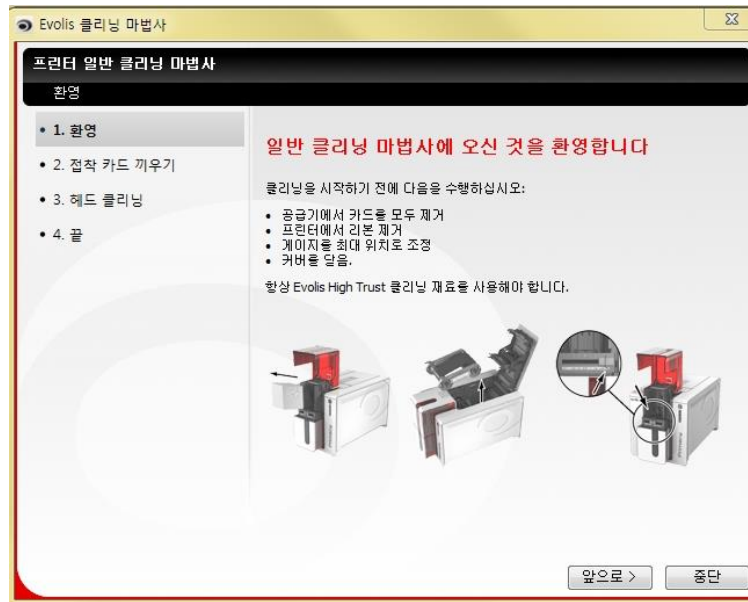 Evolis 클리닝 마법사
프린터 일반 클리닝 마법사
환영
• 1. 환영
• 2. 접착 카드 끼우기
• 3. 헤드 클리닝
• 4. 끝
일반 클리닝 마법사에 오신 것을 환영합니다
클리닝을 시작하기 전에 다음을 수행하십시오:
• 공급기에서 카드를 모두 제거
• 프린터에서 리본 제거
• 게이지를 최대 위치로 조정
• 커버를 닫음.
항상 Evolis High Trust 클리닝 재료를 사용해야 합니다.
앞으로 >
중단